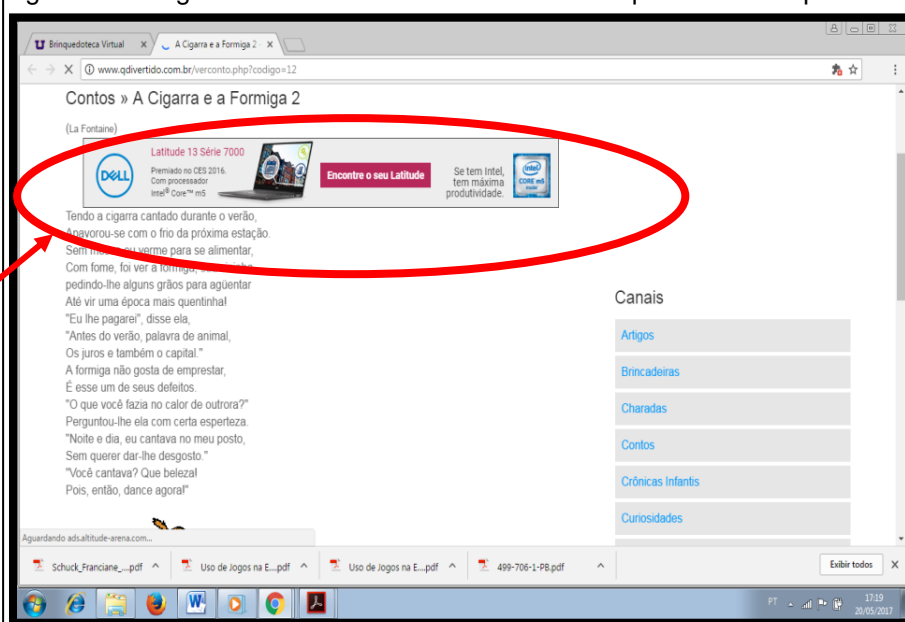 Brinquedoteca Virtual
A Cigarra e a Formiga 2
www.qdivertido.com.br/verconto.php?codigo=12
Contos » A Cigarra e a Formiga 2
(La Fontaine)
DELL
Latitude 13 Série 7000
Premiado no CES 2016.
Com processador
Intel® Core™ m5
Encontre o seu Latitude
Se tem Intel,
tem máxima
produtividade.
intel
CORE m5
Tendo a cigarra cantado durante o verão,
Apavorou-se com o frio da próxima estação.
Sem ou verme para se alimentar,
Com fome, foi ver a formiga,
pedindo-lhe alguns grãos para agüentar
Até vir uma época mais quentinha!
"Eu lhe pagarei", disse ela,
"Antes do verão, palavra de animal,
Os juros e também o capital."
A formiga não gosta de emprestar,
É esse um de seus defeitos.
"O que você fazia no calor de outrora?"
Perguntou-lhe ela com certa esperteza.
"Noite e dia, eu cantava no meu posto,
Sem querer dar-lhe desgosto."
"Você cantava? Que beleza!
Pois, então, dance agora!"
Canais
Artigos
Brincadeiras
Charadas
Contos
Crônicas Infantis
Curiosidades
Aguardando ads.altitude-arena.com...
Schuck_Franciane_....pdf
Uso de Jogos na E....pdf
Uso de Jogos na E....pdf
499-706-1-PB.pdf
Exibir todos
PT
17:19
20/05/2017